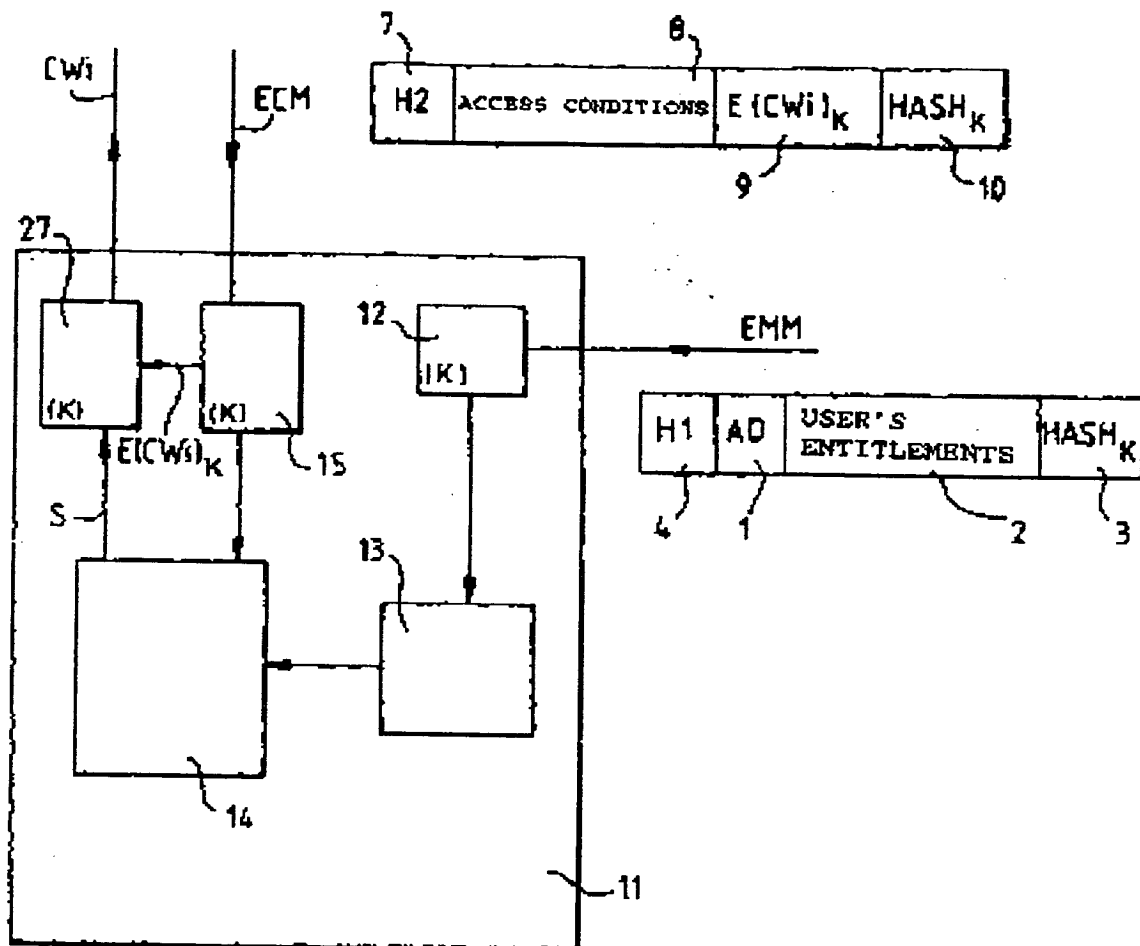 7
8
CWi
ECM
H2
ACCESS CONDITIONS
E(CWi)K
HASHK
9
10
27
12
EMM
(K)
(K)
(K)
E(CWi)K
15
H1
AD
USER'S
ENTITLEMENTS
HASHK
S
4
1
2
3
13
14
11